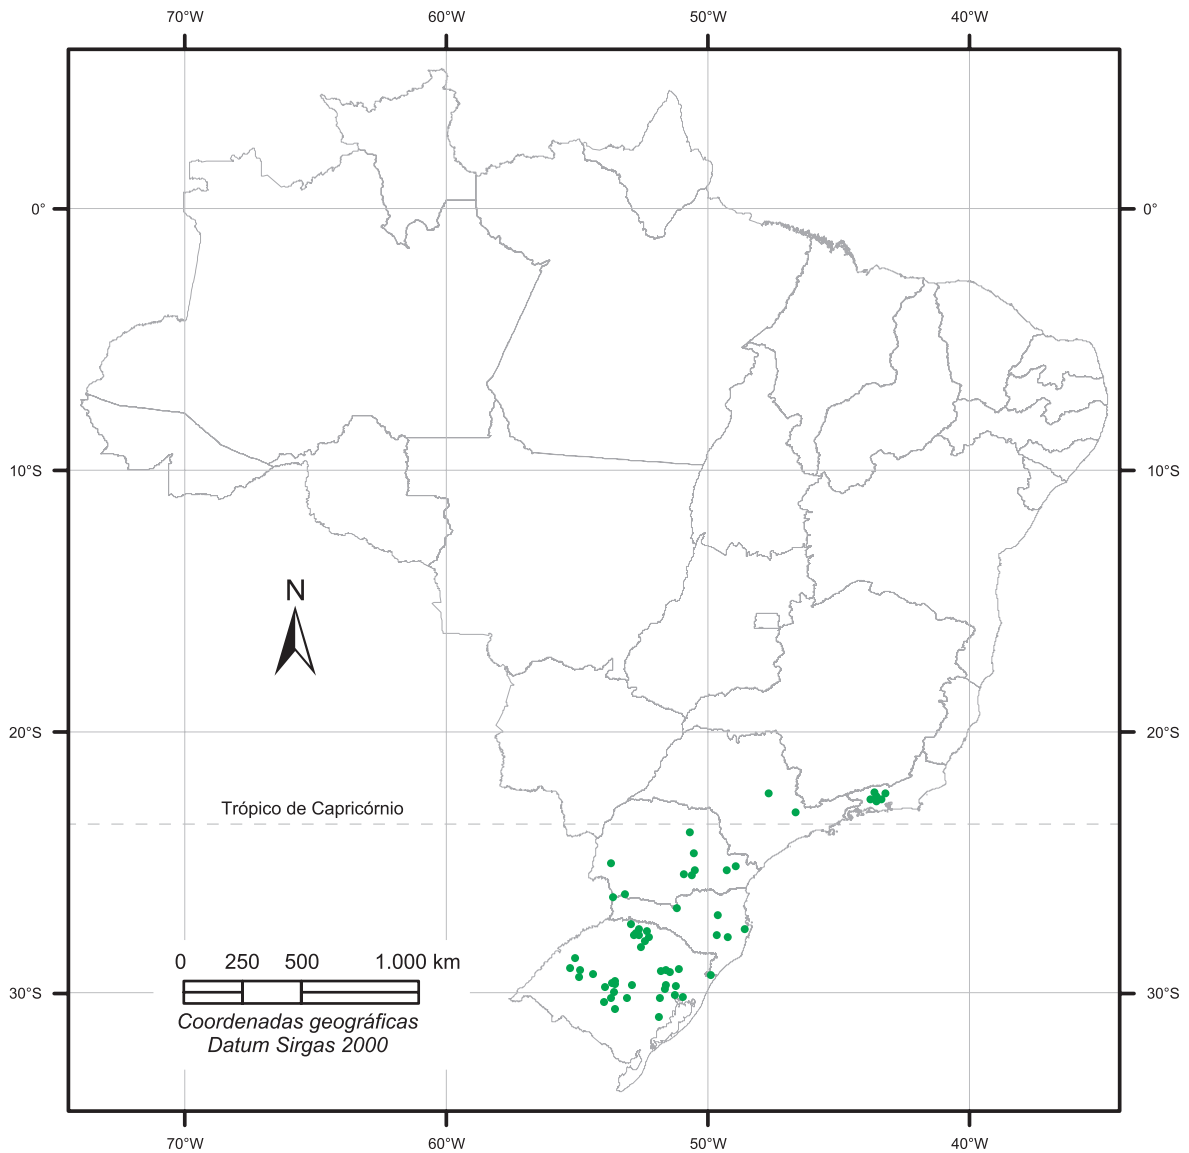 70°W 60°W 50°W 40°W
0° 0°
10°S 10°S
N
20°S 20°S
Trópico de Capricórnio
0 250 500 1.000 km
30°S 30°S
Coordenadas geográficas
Datum Sirgas 2000
70°W 60°W 50°W 40°W